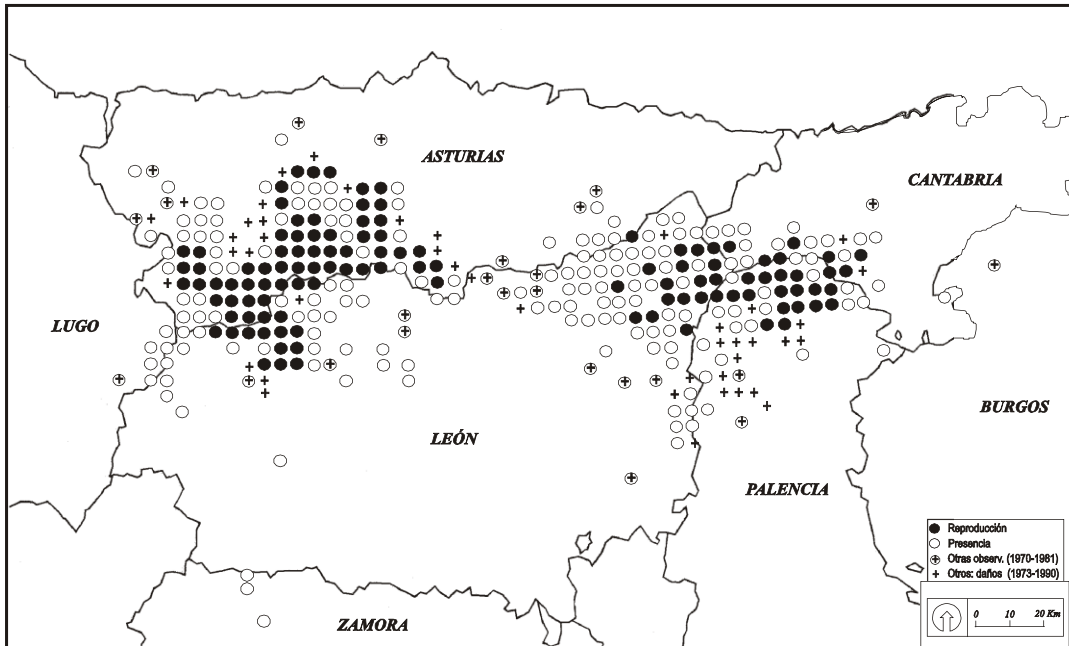 ASTURIAS
CANTABRIA
LUGO
LEÓN
BURGOS
PALENCIA
ZAMORA
Reproducción
Presencia
Otras observ. (1970-1981)
Otros: daños (1973-1990)
0 10 20 Km